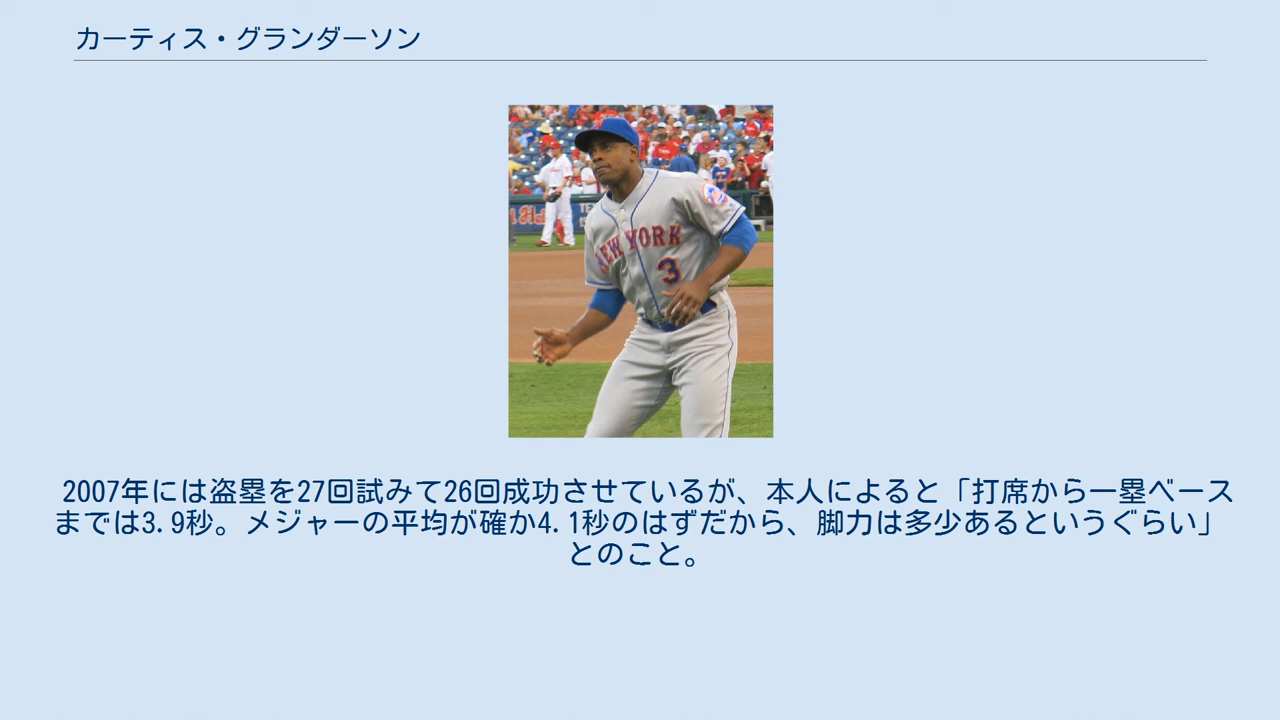 カーティス・グランダーソン
NEW YORK
3
2007年には盗塁を27回試みて26回成功させているが、本人によると「打席から一塁ベース
までは3.9秒。メジャーの平均が確か4.1秒のはずだから、脚力は多少あるというぐらい」
とのこと。